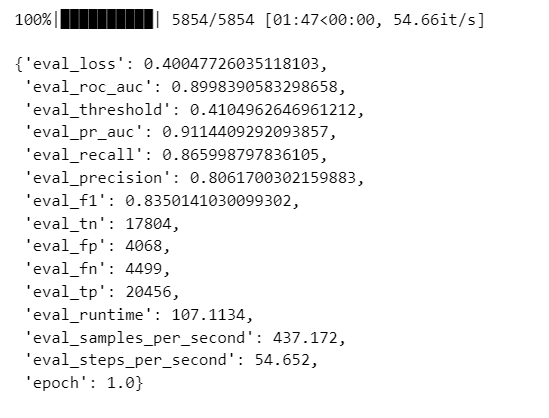 100%|██████████| 5854/5854 [01:47<00:00, 54.66it/s]
{'eval_loss': 0.40047726035118103,
'eval_roc_auc': 0.8998390583298658,
'eval_threshold': 0.4104962646961212,
'eval_pr_auc': 0.9114409292093857,
'eval_recall': 0.865998797836105,
'eval_precision': 0.8061700302159883,
'eval_f1': 0.8350141030099302,
'eval_tn': 17804,
'eval_fp': 4068,
'eval_fn': 4499,
'eval_tp': 20456,
'eval_runtime': 107.1134,
'eval_samples_per_second': 437.172,
'eval_steps_per_second': 54.652,
'epoch': 1.0}